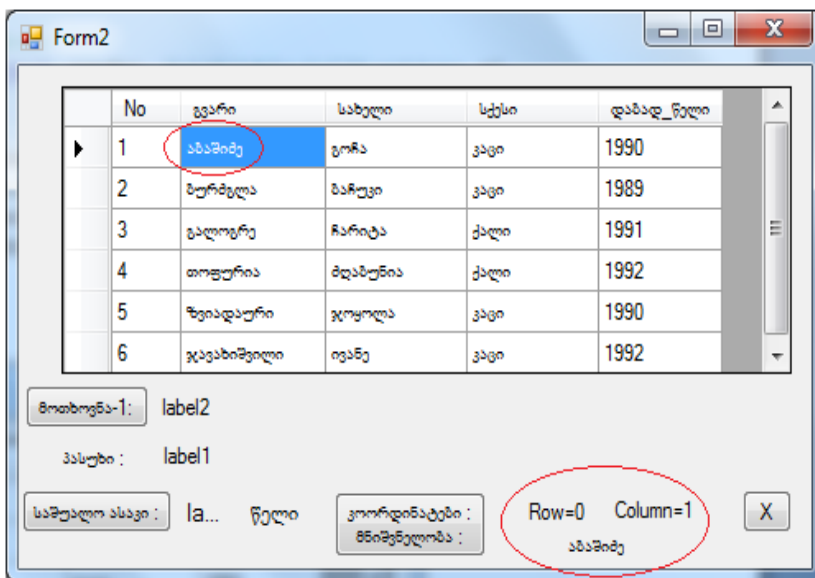 Form2
No გვარი სახელი სქესი დაბად_წელი
1 აბაშიძე გოჩა კაცი 1990
2 ბურძგლა ბაჩუკი კაცი 1989
3 გალოგრე ჩარიტა ქალი 1991
4 თოფურია ძღაბუნია ქალი 1992
5 ზვიადაური ჯოყოლა კაცი 1990
6 ჯავახიშვილი ივანე კაცი 1992
მოთხოვნა-1: label2
პასუხი : label1
საშუალო ასაკი : la... წელი
კოორდინატები : Row=0 Column=1 X
მნიშვნელობა : აბაშიძე